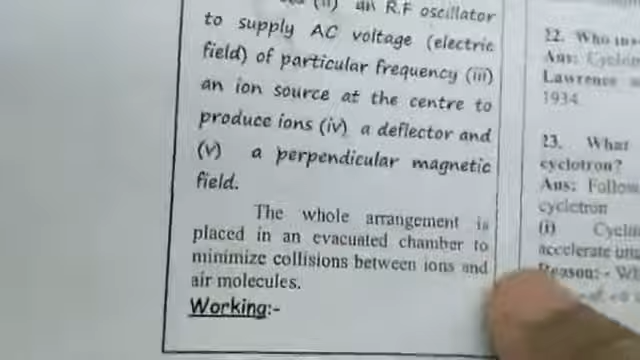 (ii) an R.F oscillator
to supply AC voltage (electric
field) of particular frequency (iii)
an ion source at the centre to
produce ions (iv) a deflector and
(v) a perpendicular magnetic
field.
The whole arrangement is
placed in an evacuated chamber to
minimize collisions between ions and
air molecules.
Working:-
22. Who
Ans:
Lawrence
1934
23. What
cyclotron?
Ans: Follow
cyclotron
(i)
accelerate
Reason:-